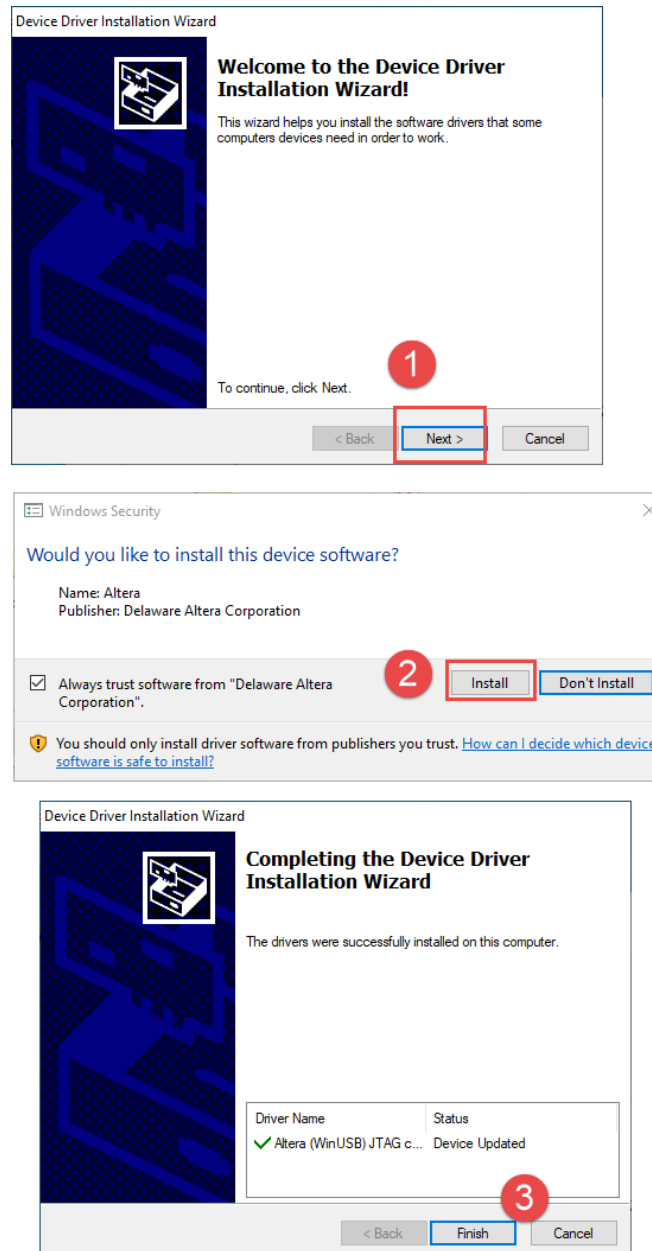 Device Driver Installation Wizard
Welcome to the Device Driver
Installation Wizard!
This wizard helps you install the software drivers that some
computers devices need in order to work.
1
To continue, click Next.
< Back Next > Cancel
Windows Security
Would you like to install this device software?
Name: Altera
Publisher: Delaware Altera Corporation
2
Always trust software from "Delaware Altera
Corporation".
Install Don't Install
You should only install driver software from publishers you trust. How can I decide which device
software is safe to install?
Device Driver Installation Wizard
Completing the Device Driver
Installation Wizard
The drivers were successfully installed on this computer.
Driver Name Status
Altera (WinUSB) JTAG c... Device Updated
3
< Back Finish Cancel